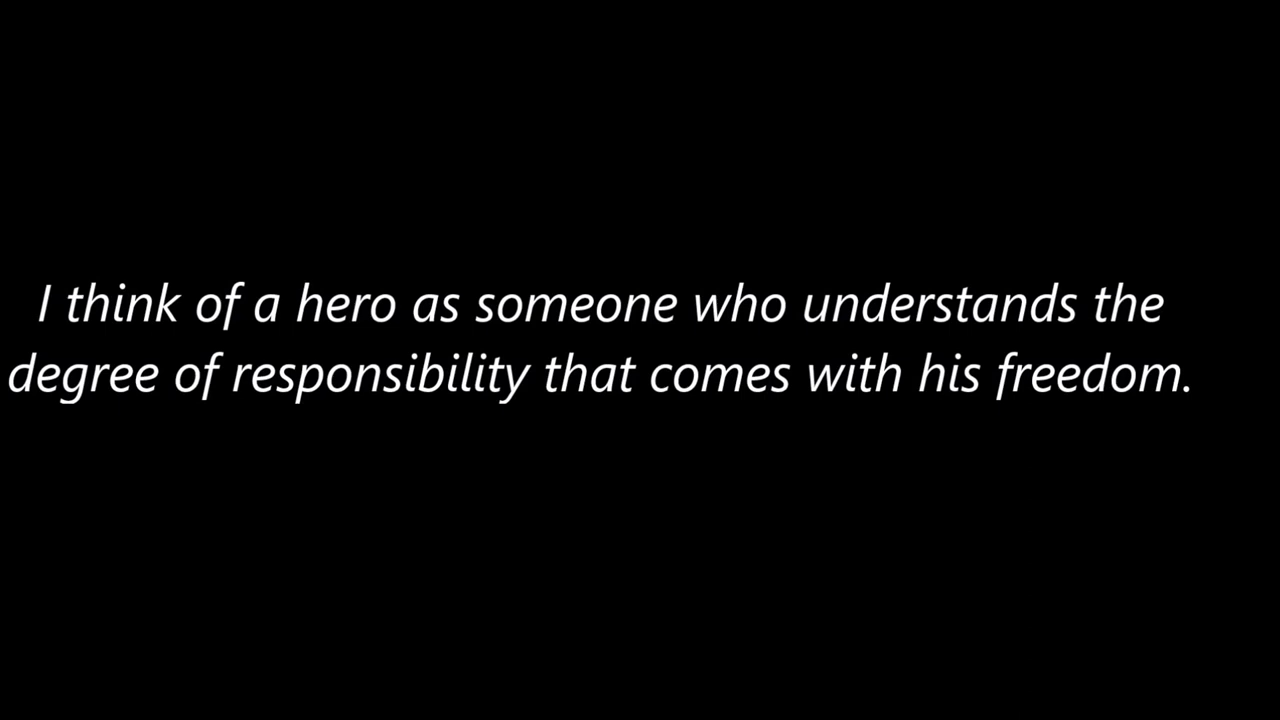 I think of a hero as someone who understands the
degree of responsibility that comes with his freedom.